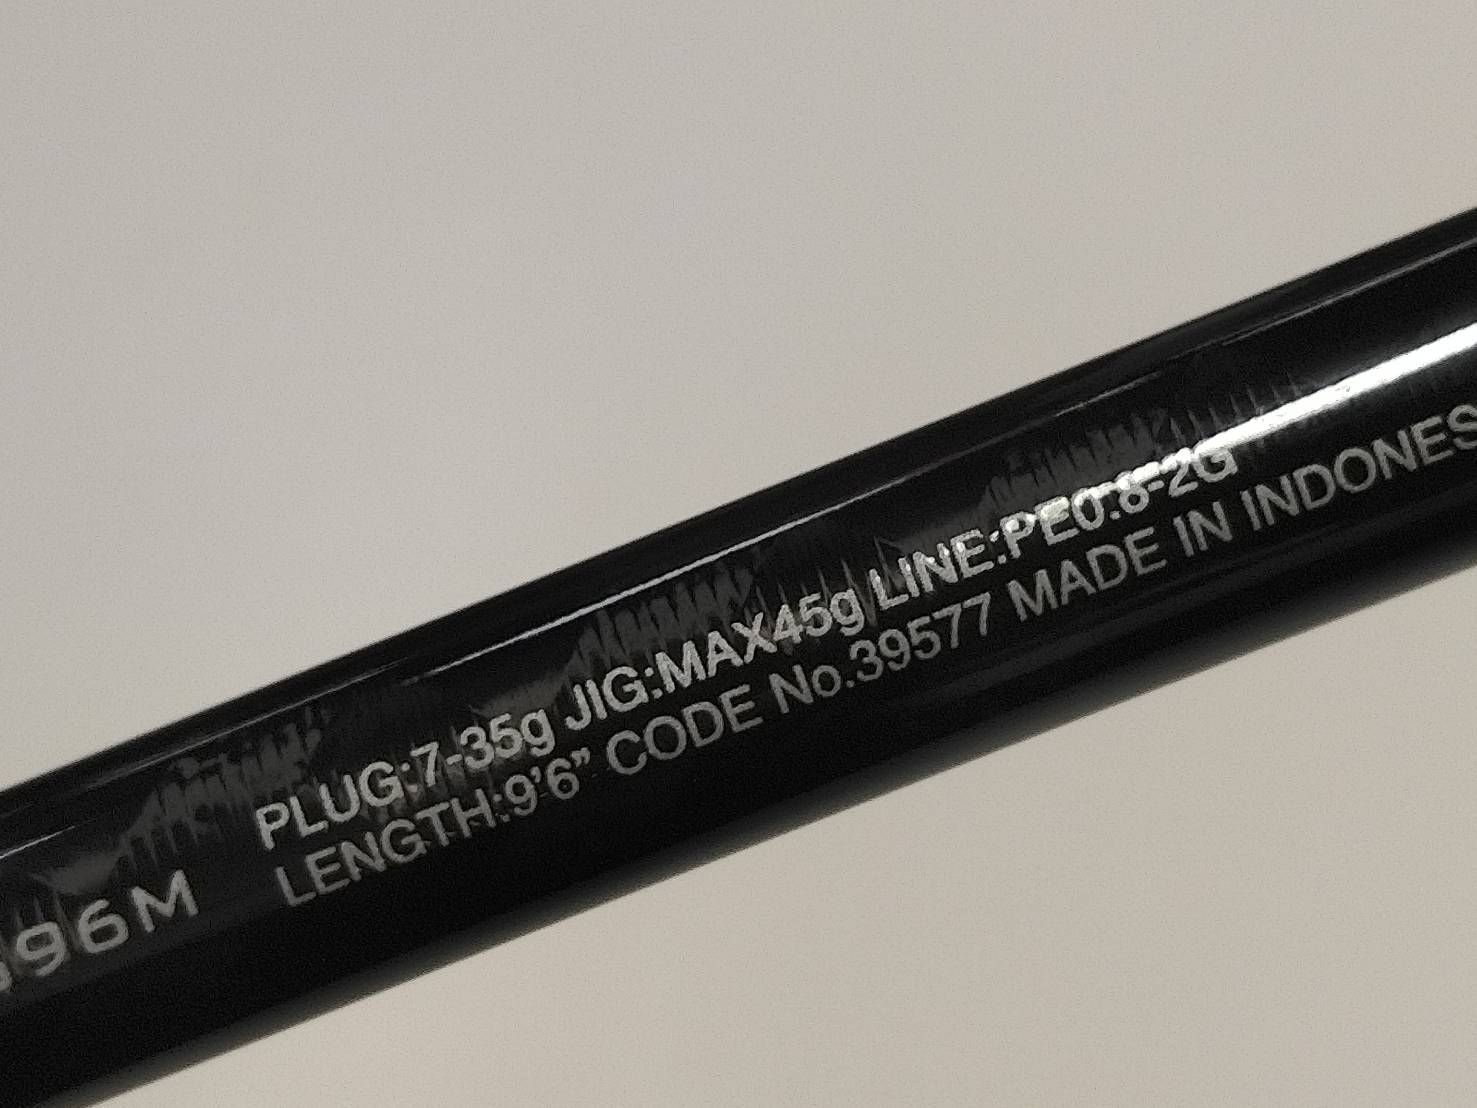 96M
PLUG:7-35g JIG:MAX45g LINE:PE0.8-2G
LENGTH:9'6" CODE No.39577 MADE IN INDONES